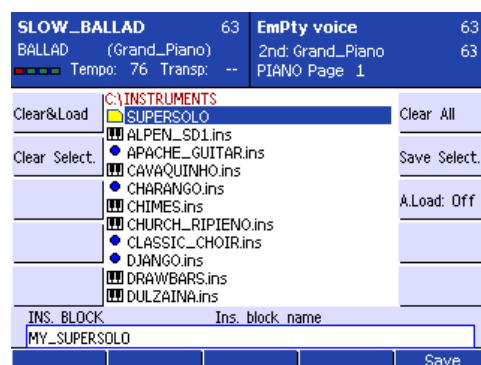 SLOW_BALLAD 63
BALLAD (Grand_Piano)
Tempo: 76 Transp: --
EmPty voice 63
2nd: Grand_Piano 63
PIANO Page 1
Clear&Load
Clear Select.
C:\INSTRUMENTS
SUPERSOLO
ALPEN_SD1.ins
APACHE_GUITAR.ins
CAVAQUINHO.ins
CHARANGO.ins
CHIMES.ins
CHURCH_RIPIENO.ins
CLASSIC_CHOIR.ins
DJANGO.ins
DRAWBARS.ins
DULZAINA.ins
Clear All
Save Select.
A.Load: Off
INS. BLOCK Ins. block name
MY_SUPERSOLO
Save